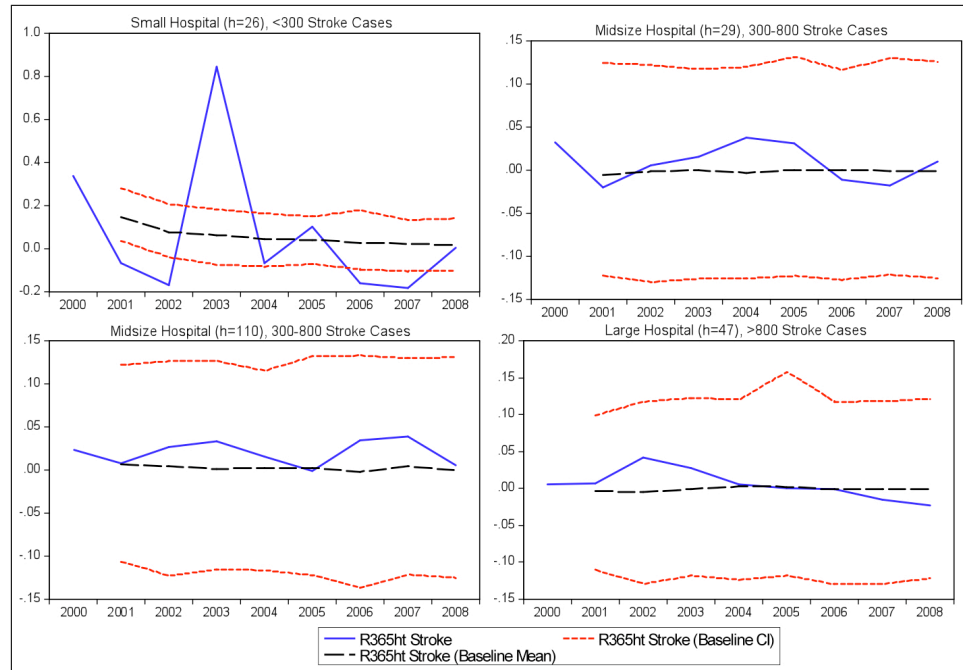 Small Hospital (h=26), <300 Stroke Cases
1.0
0.8
0.6
0.4
0.2
0.0
-0.2
2000 2001 2002 2003 2004 2005 2006 2007 2008
Midsize Hospital (h=29), 300-800 Stroke Cases
.15
.10
.05
.00
-.05
-.10
-.15
2000 2001 2002 2003 2004 2005 2006 2007 2008
Midsize Hospital (h=110), 300-800 Stroke Cases
.15
.10
.05
.00
-.05
-.10
-.15
2000 2001 2002 2003 2004 2005 2006 2007 2008
Large Hospital (h=47), >800 Stroke Cases
.20
.15
.10
.05
.00
-.05
-.10
-.15
2000 2001 2002 2003 2004 2005 2006 2007 2008
R365ht Stroke
R365ht Stroke (Baseline CI)
R365ht Stroke (Baseline Mean)